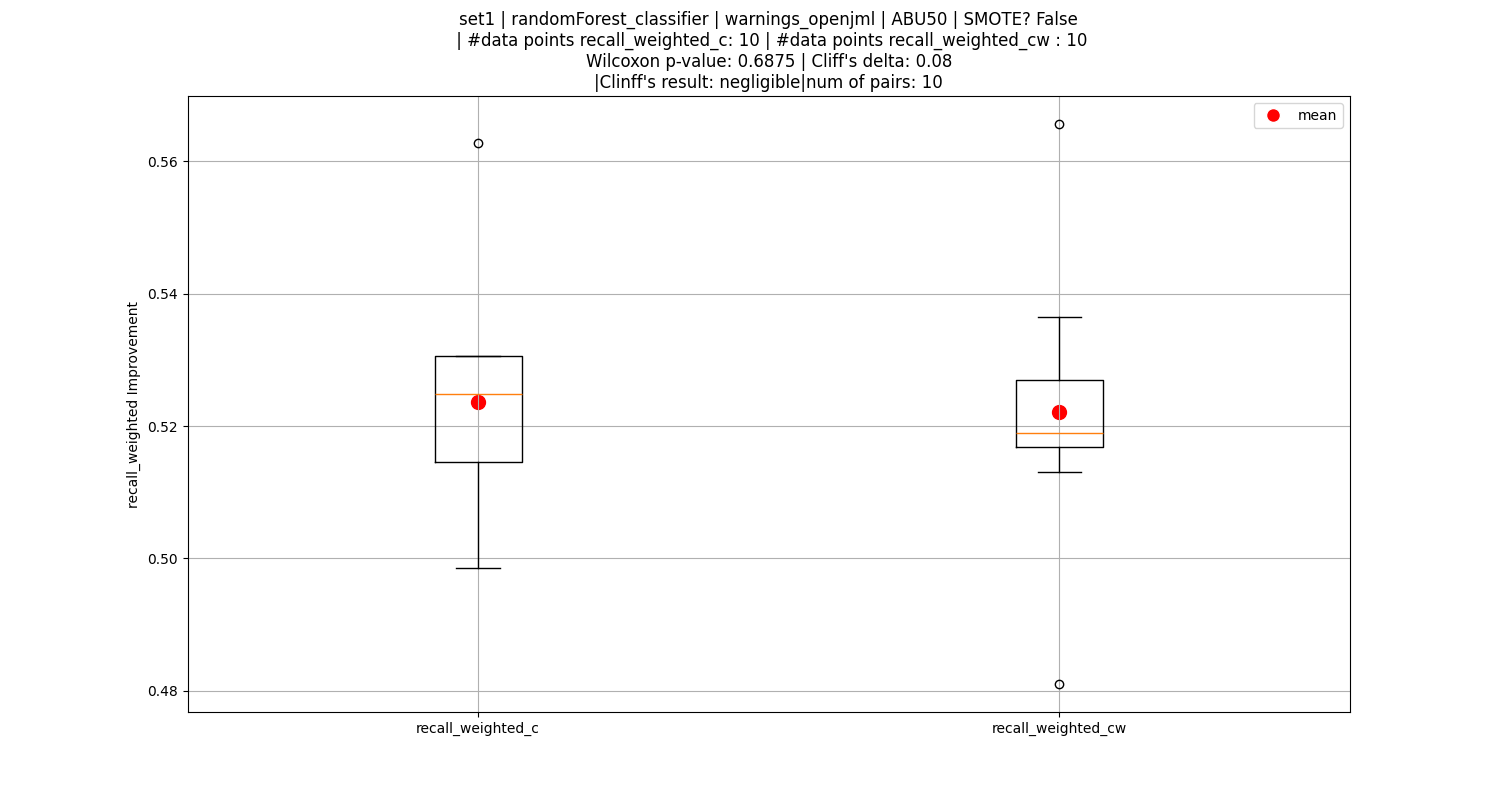 set1 | randomForest_classifier | warnings_openjml | ABU50 | SMOTE? False
| #data points recall_weighted_c: 10 | #data points recall_weighted_cw : 10
Wilcoxon p-value: 0.6875 | Cliff's delta: 0.08
|Clinff's result: negligible|num of pairs: 10
mean
0.56
0.54
0.52
0.50
0.48
recall_weighted Improvement
recall_weighted_c
recall_weighted_cw